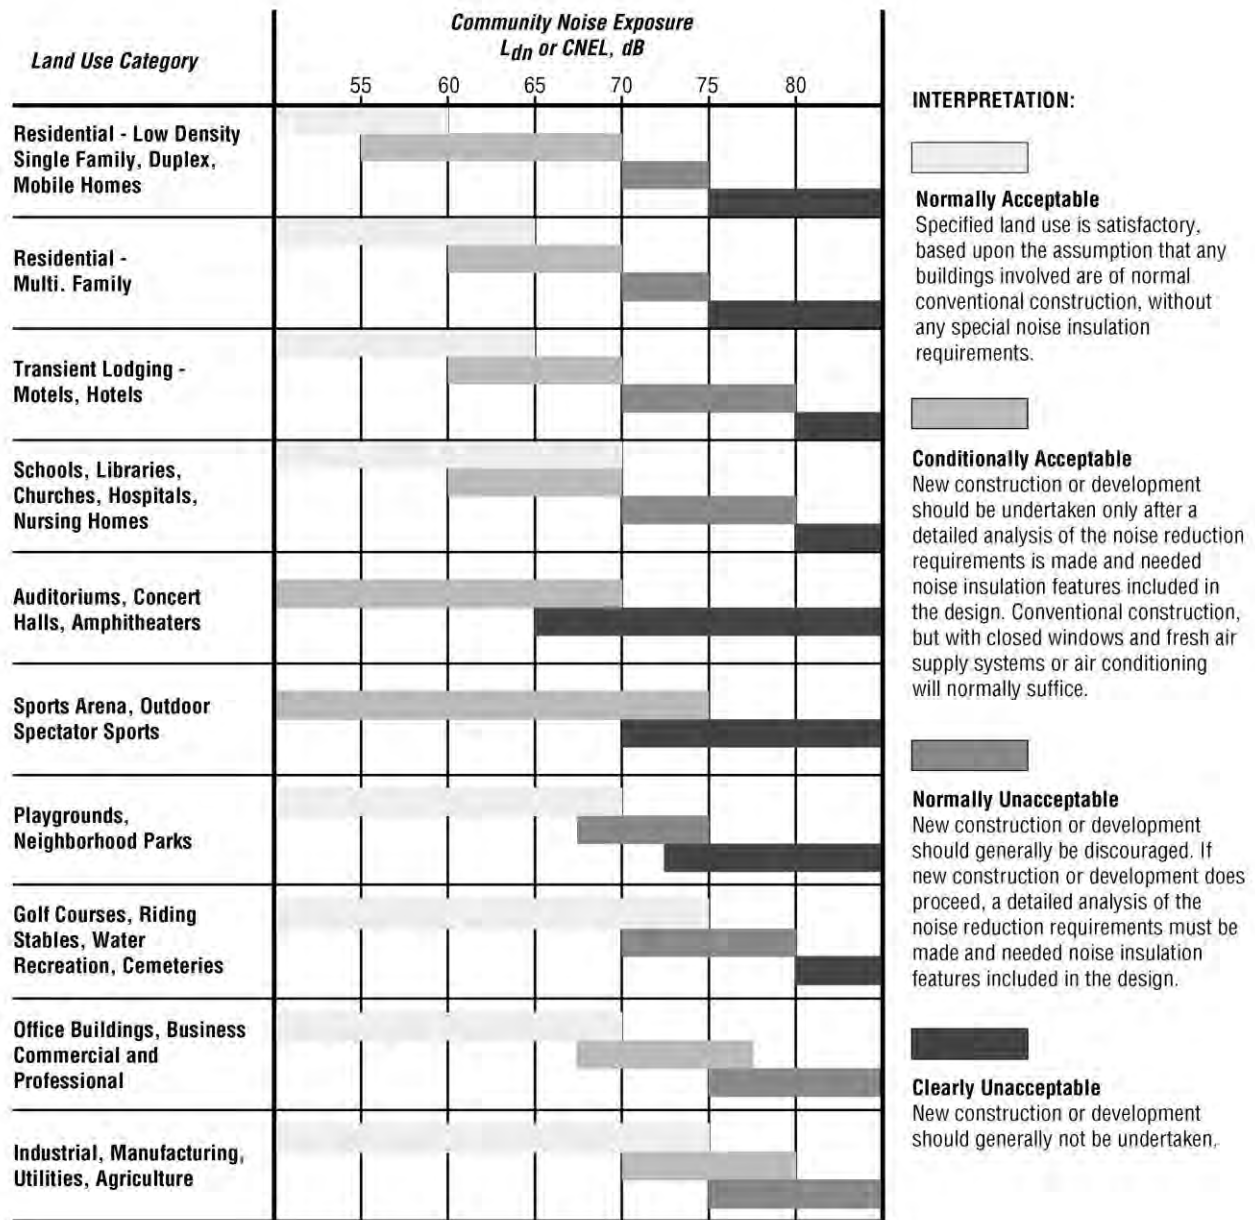 Community Noise Exposure
Ldn or CNEL, dB
Land Use Category
55 60 65 70 75 80
Residential - Low Density
Single Family, Duplex,
Mobile Homes
Residential -
Multi. Family
Transient Lodging -
Motels, Hotels
Schools, Libraries,
Churches, Hospitals,
Nursing Homes
Auditoriums, Concert
Halls, Amphitheaters
Sports Arena, Outdoor
Spectator Sports
Playgrounds,
Neighborhood Parks
Golf Courses, Riding
Stables, Water
Recreation, Cemeteries
Office Buildings, Business
Commercial and
Professional
Industrial, Manufacturing,
Utilities, Agriculture
INTERPRETATION:
Normally Acceptable
Specified land use is satisfactory,
based upon the assumption that any
buildings involved are of normal
conventional construction, without
any special noise insulation
requirements.
Conditionally Acceptable
New construction or development
should be undertaken only after a
detailed analysis of the noise reduction
requirements is made and needed
noise insulation features included in
the design. Conventional construction,
but with closed windows and fresh air
supply systems or air conditioning
will normally suffice.
Normally Unacceptable
New construction or development
should generally be discouraged. If
new construction or development does
proceed, a detailed analysis of the
noise reduction requirements must be
made and needed noise insulation
features included in the design.
Clearly Unacceptable
New construction or development
should generally not be undertaken.